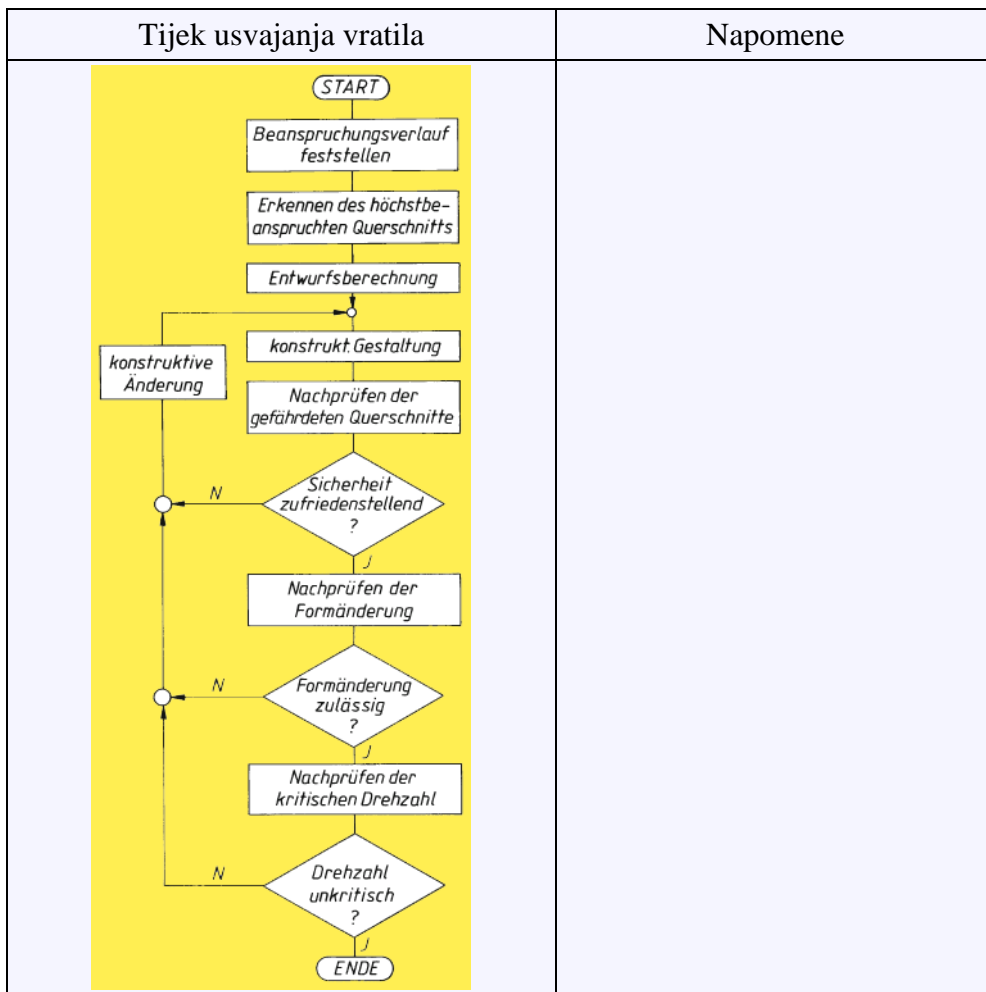 Tijek usvajanja vratila
Napomene
START
Beanspruchungsverlauf
feststellen
Erkennen des höchstbe-
anspruchten Querschnitts
Entwurfsberechnung
konstrukt. Gestaltung
konstruktive
Änderung
Nachprüfen der
gefährdeten Querschnitte
Sicherheit
zufriedenstellend
?
N
J
Nachprüfen der
Formänderung
Formänderung
zulässig
?
N
J
Nachprüfen der
kritischen Drehzahl
Drehzahl
unkritisch
?
N
J
ENDE